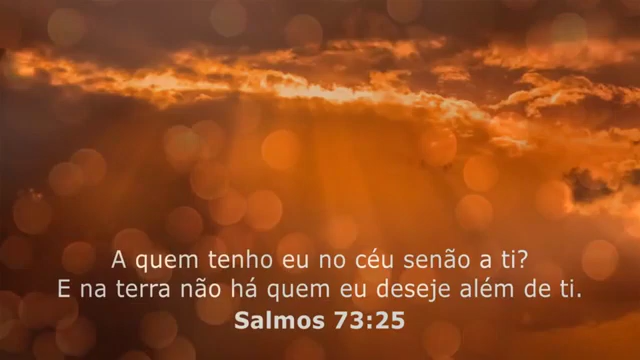 A quem tenho eu no céu senão a ti?
E na terra não há quem eu deseje além de ti.
Salmos 73:25